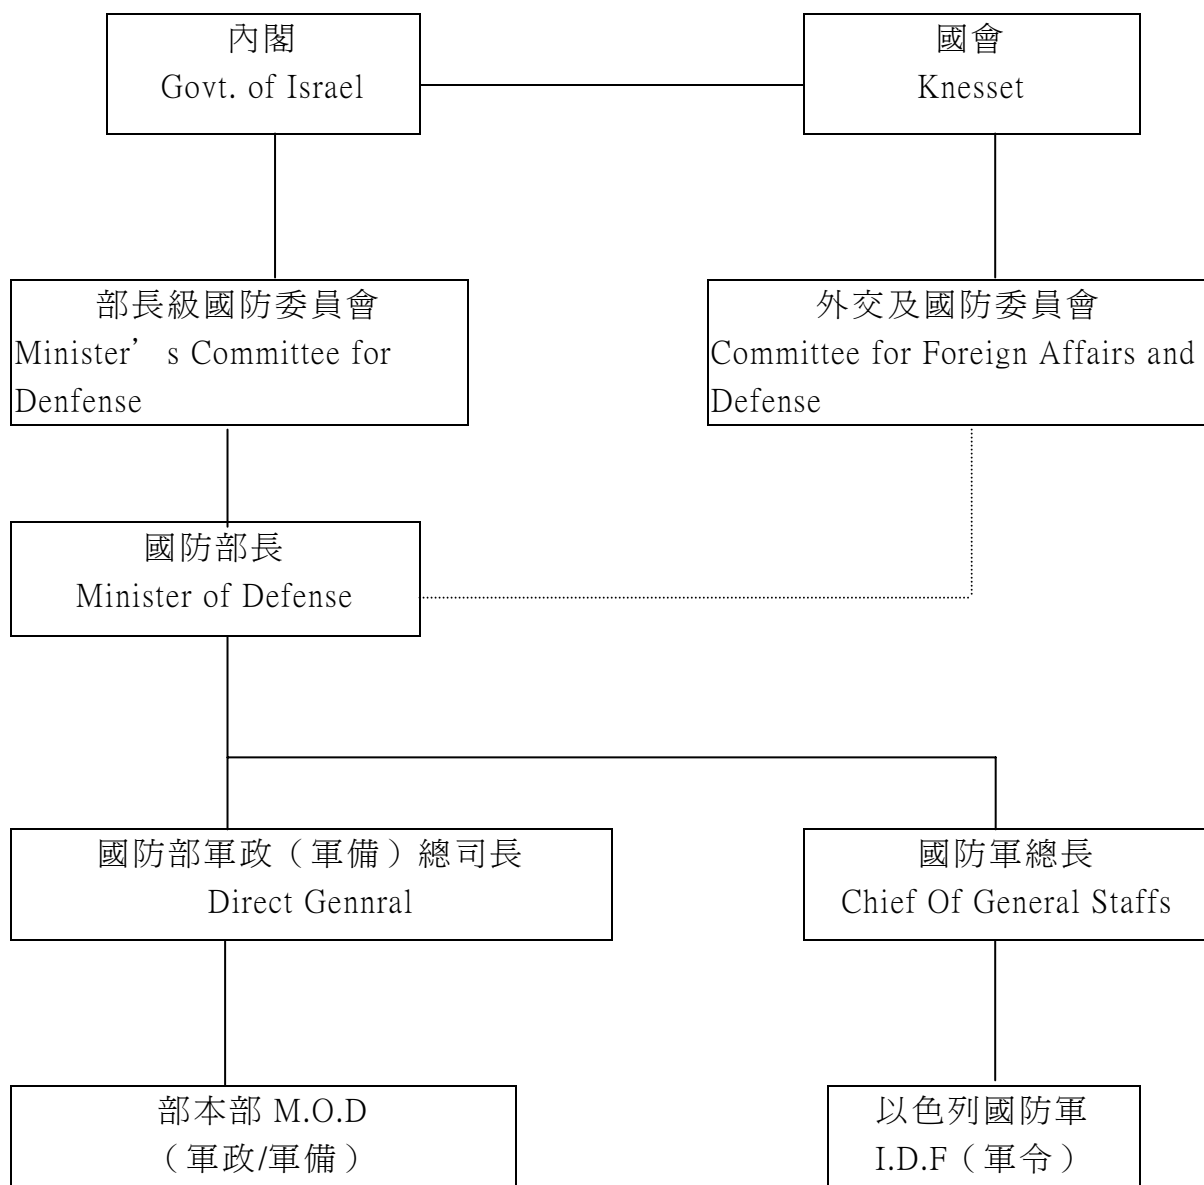 內閣
Govt. of Israel
國會
Knesset
部長級國防委員會
Minister’s Committee for
Denfense
外交及國防委員會
Committee for Foreign Affairs and
Defense
國防部長
Minister of Defense
國防部軍政（軍備）總司長
Direct Gennral
國防軍總長
Chief Of General Staffs
部本部 M.O.D
（軍政/軍備）
以色列國防軍
I.D.F（軍令）